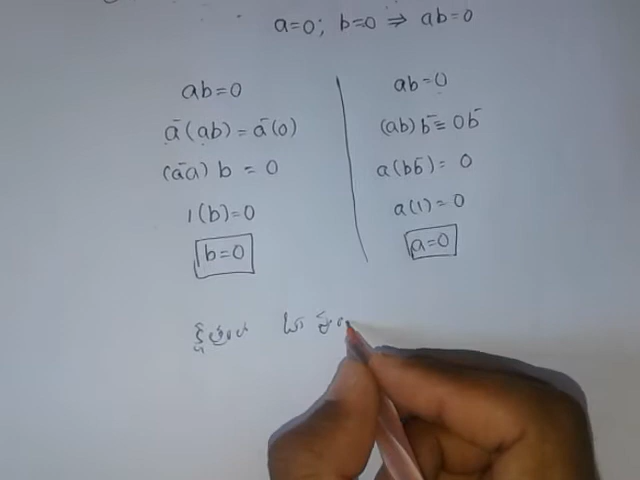 a=0; b=0 ⇒ ab=0
ab=0
a⁻(ab)=a⁻(0)
(a⁻a) b = 0
1(b)=0
b=0
ab=0
(ab) b⁻= 0b⁻
a(bb⁻)= 0
a(1)=0
a=0